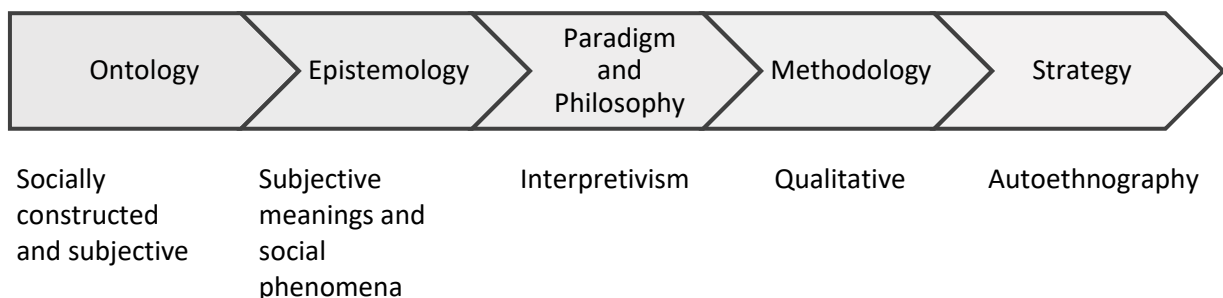 Ontology
Epistemology
Paradigm
and
Philosophy
Methodology
Strategy
Socially
constructed
and subjective
Subjective
meanings and
social
phenomena
Interpretivism
Qualitative
Autoethnography